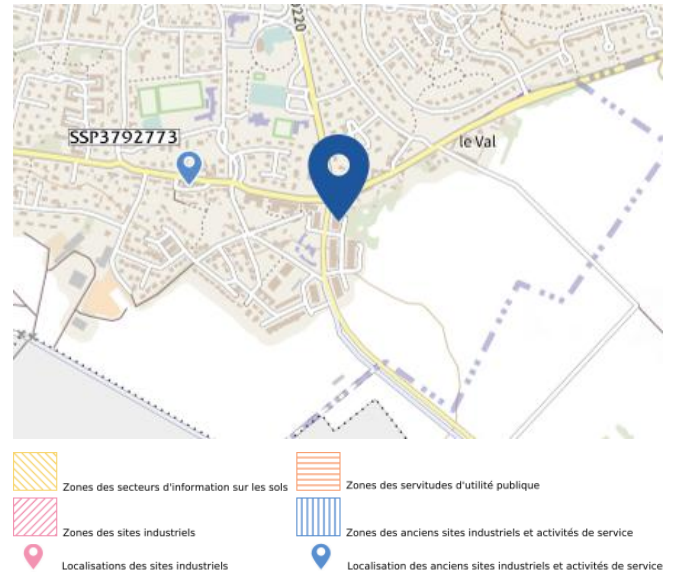 220
SSP3792773
le Val
Zones des secteurs d'information sur les sols
Zones des servitudes d'utilité publique
Zones des sites industriels
Zones des anciens sites industriels et activités de service
Localisations des sites industriels
Localisation des anciens sites industriels et activités de service